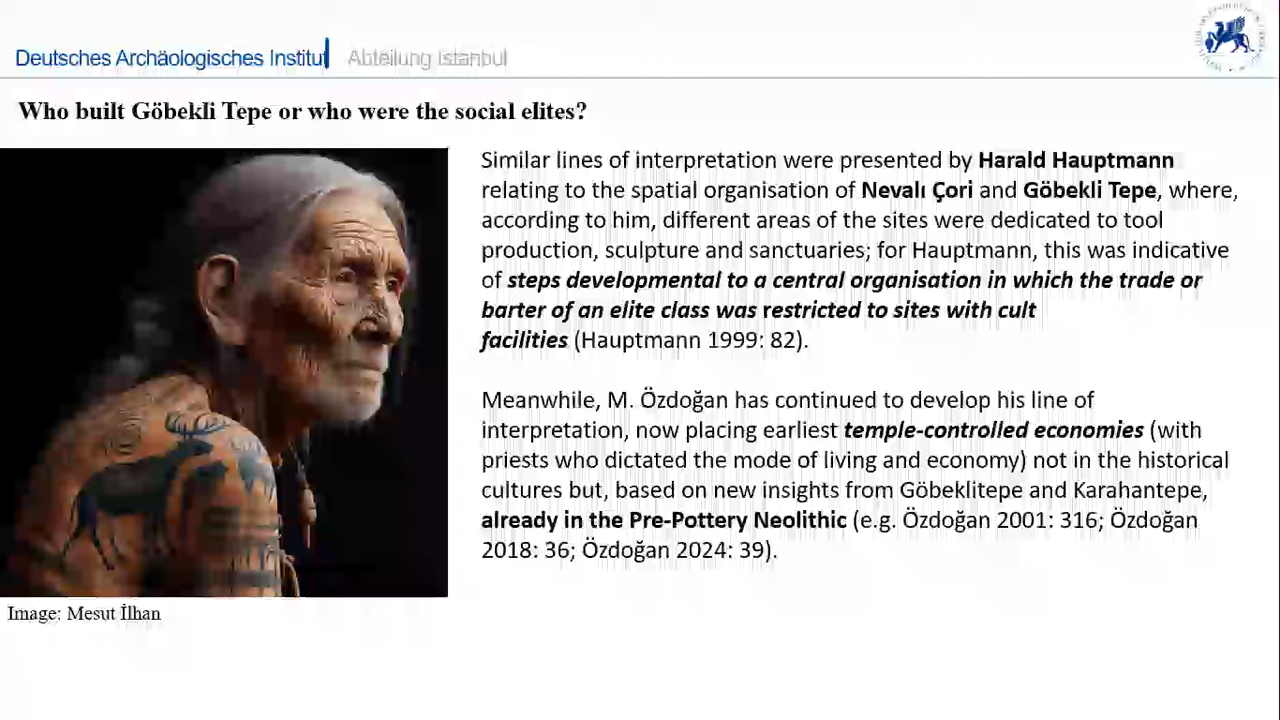 Deutsches Archäologisches Institut Abteilung Istanbul
Who built Göbekli Tepe or who were the social elites?
Similar lines of interpretation were presented by Harald Hauptmann
relating to the spatial organisation of Nevalı Çori and Göbekli Tepe, where,
according to him, different areas of the sites were dedicated to tool
production, sculpture and sanctuaries; for Hauptmann, this was indicative
of steps developmental to a central organisation in which the trade or
barter of an elite class was restricted to sites with cult
facilities (Hauptmann 1999: 82).
Meanwhile, M. Özdoğan has continued to develop his line of
interpretation, now placing earliest temple-controlled economies (with
priests who dictated the mode of living and economy) not in the historical
cultures but, based on new insights from Göbeklitepe and Karahantepe,
already in the Pre-Pottery Neolithic (e.g. Özdoğan 2001: 316; Özdoğan
2018: 36; Özdoğan 2024: 39).
Image: Mesut İlhan